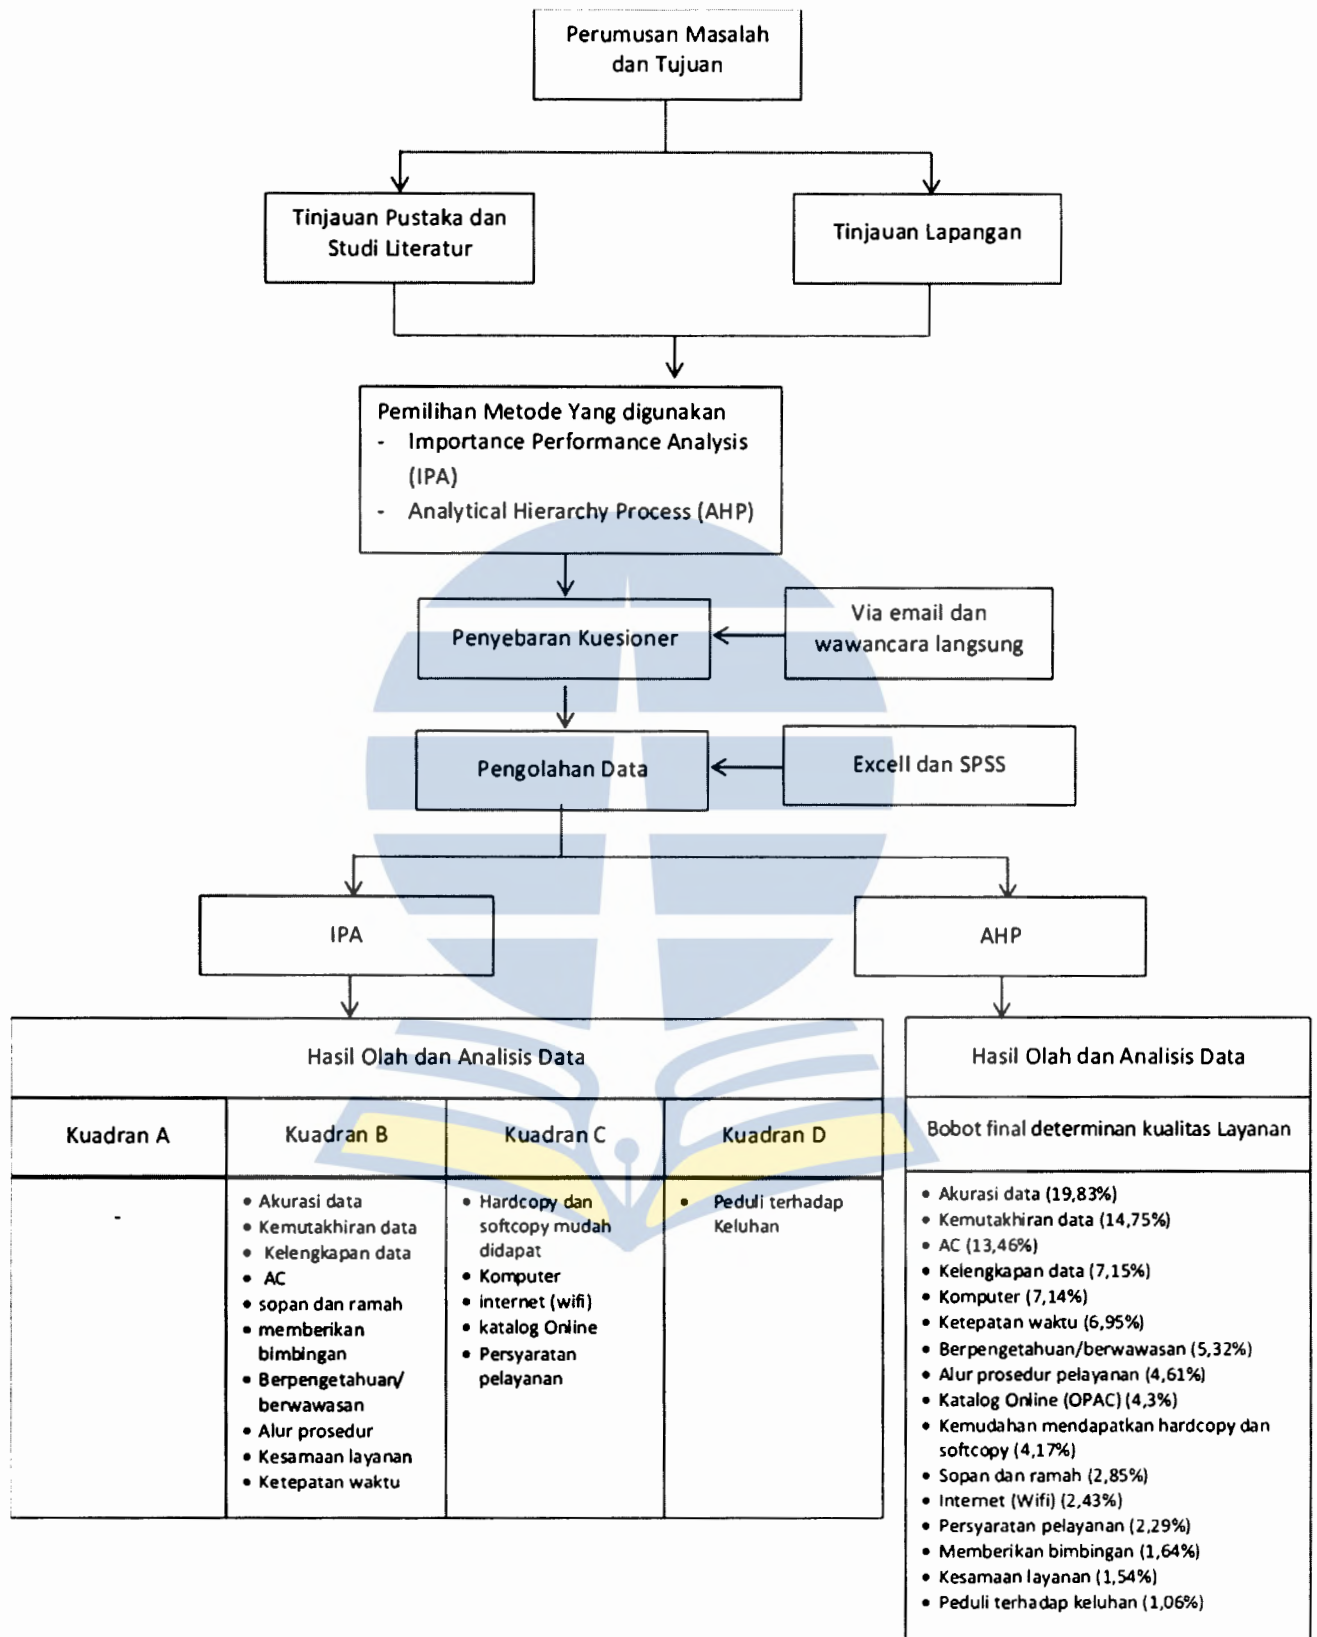 Perumusan Masalah
dan Tujuan
Tinjauan Pustaka dan
Studi Literatur
Tinjauan Lapangan
Pemilihan Metode Yang digunakan
- Importance Performance Analysis
(IPA)
- Analytical Hierarchy Process (AHP)
Penyebaran Kuesioner
Via email dan
wawancara langsung
Pengolahan Data
Excell dan SPSS
IPA
AHP
Hasil Olah dan Analisis Data
Kuadran A
Kuadran B
Kuadran C
Kuadran D
-
• Akurasi data
• Kemutakhiran data
• Kelengkapan data
• AC
• sopan dan ramah
• memberikan
bimbingan
• Berpengetahuan/
berwawasan
• Alur prosedur
• Kesamaan layanan
• Ketepatan waktu
• Hardcopy dan
softcopy mudah
didapat
• Komputer
• internet (wifi)
• katalog Online
• Persyaratan
pelayanan
• Peduli terhadap
Keluhan
Hasil Olah dan Analisis Data
Bobot final determinan kualitas Layanan
• Akurasi data (19,83%)
• Kemutakhiran data (14,75%)
• AC (13,46%)
• Kelengkapan data (7,15%)
• Komputer (7,14%)
• Ketepatan waktu (6,95%)
• Berpengetahuan/berwawasan (5,32%)
• Alur prosedur pelayanan (4,61%)
• Katalog Online (OPAC) (4,3%)
• Kemudahan mendapatkan hardcopy dan
softcopy (4,17%)
• Sopan dan ramah (2,85%)
• Internet (Wifi) (2,43%)
• Persyaratan pelayanan (2,29%)
• Memberikan bimbingan (1,64%)
• Kesamaan layanan (1,54%)
• Peduli terhadap keluhan (1,06%)